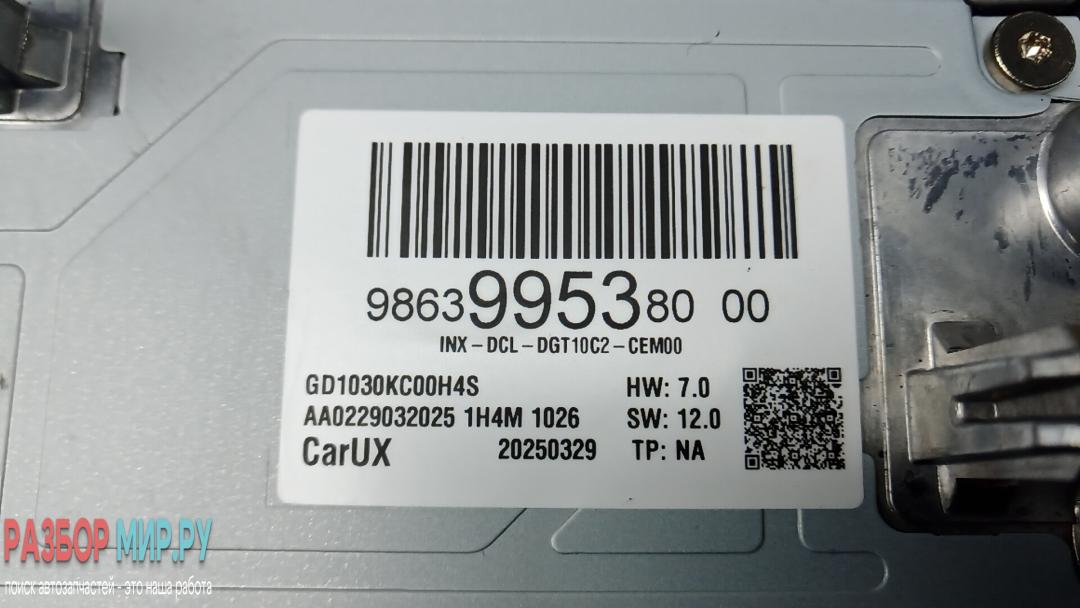 9863995380 00
INX-DCL-DGT10C2-CEM00
GD1030KC00H4S HW: 7.0
AA0229032025 1H4M 1026 SW: 12.0
CarUX 20250329 TP: NA
РАЗБОР МИР.РУ
поиск автозапчастей - это наша работа